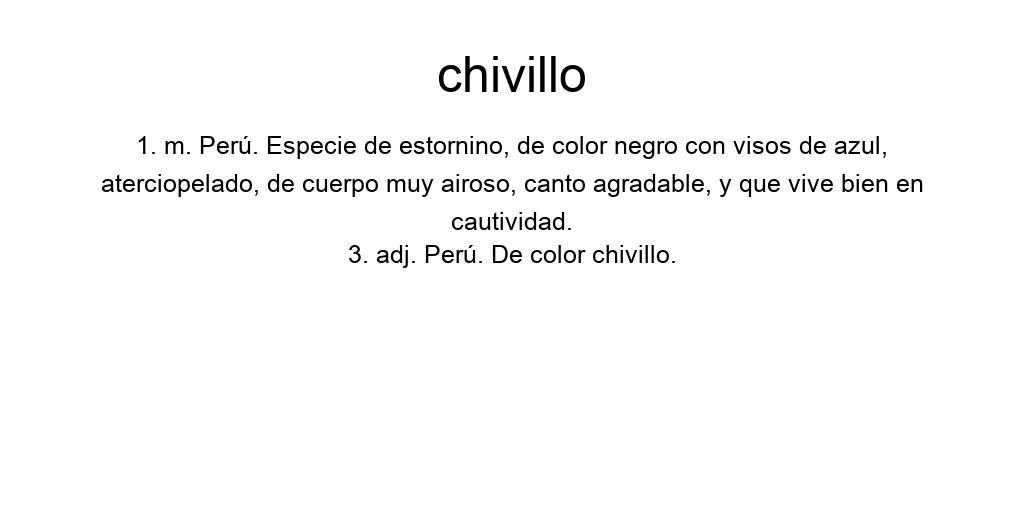 chivillo
1. m. Perú. Especie de estornino, de color negro con visos de azul,
aterciopelado, de cuerpo muy airoso, canto agradable, y que vive bien en
cautividad.
3. adj. Perú. De color chivillo.